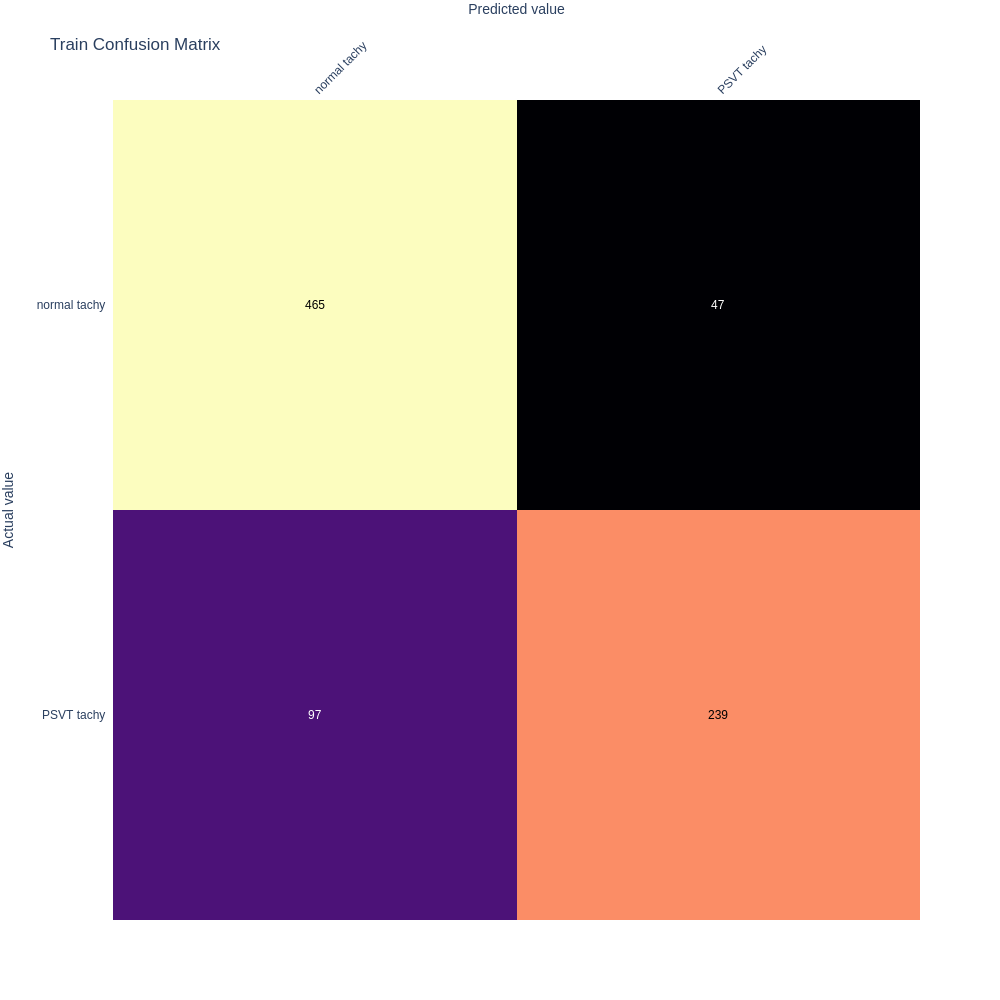 Predicted value
Train Confusion Matrix
normal tachy
PSVT tachy
normal tachy
465
47
Actual value
PSVT tachy
97
239